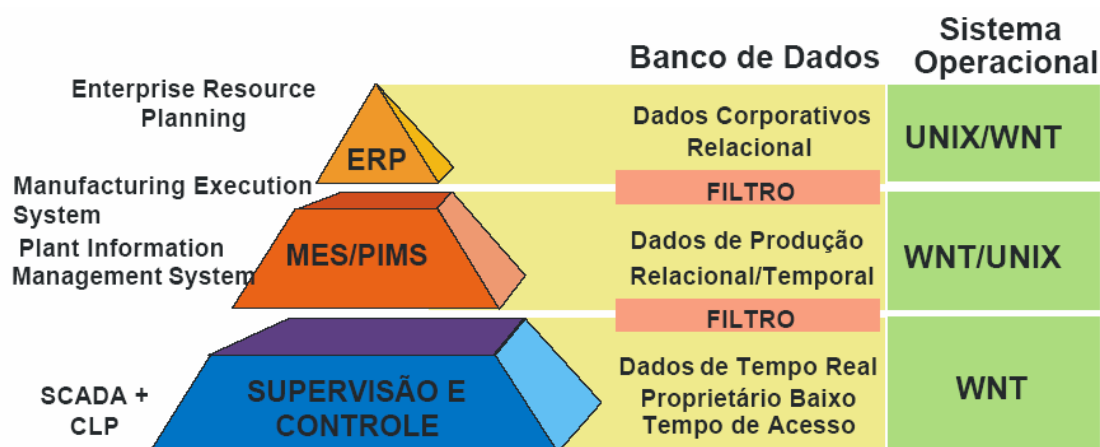 Sistema
Operacional
Banco de Dados
Enterprise Resource
Planning
ERP
Dados Corporativos
Relacional
UNIX/WNT
FILTRO
Manufacturing Execution
System
Plant Information
Management System
MES/PIMS
Dados de Produção
Relacional/Temporal
WNT/UNIX
FILTRO
SCADA +
CLP
SUPERVISÃO E
CONTROLE
Dados de Tempo Real
Proprietário Baixo
Tempo de Acesso
WNT